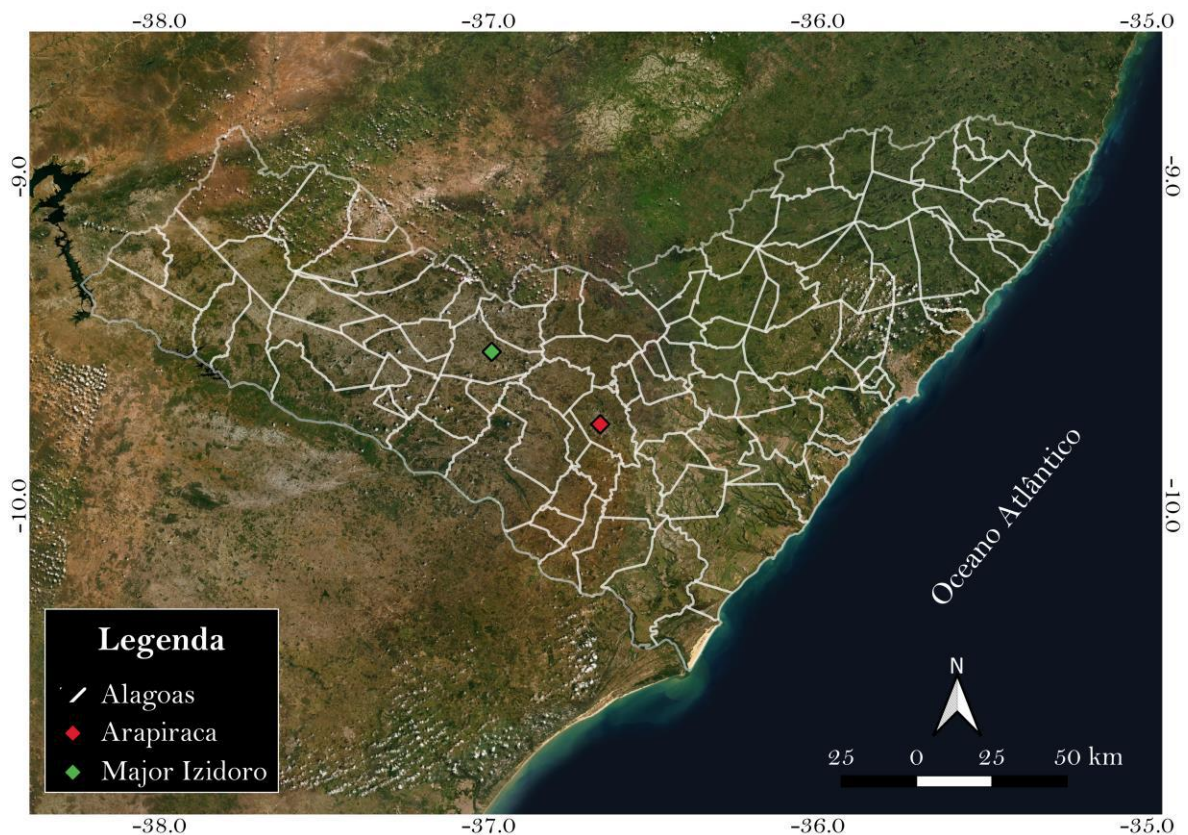 -38.0 -37.0 -36.0 -35.0
-9.0 -9.0
Oceano Atlântico
-10.0 -10.0
Legenda
Alagoas
Arapiraca
Major Izidoro
N
25 0 25 50 km
-38.0 -37.0 -36.0 -35.0